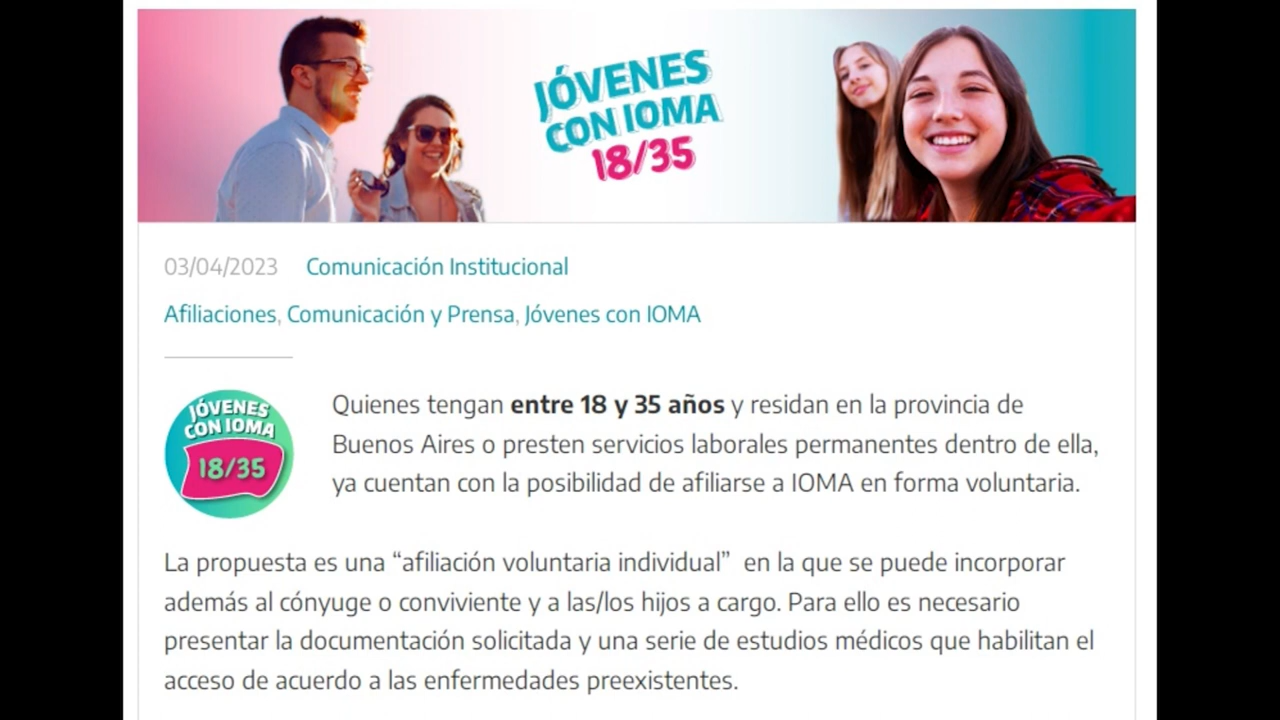 JÓVENES
CON IOMA
18/35
03/04/2023 Comunicación Institucional
Afiliaciones, Comunicación y Prensa, Jóvenes con IOMA
JÓVENES
CON IOMA
18/35
Quienes tengan entre 18 y 35 años y residan en la provincia de
Buenos Aires o presten servicios laborales permanentes dentro de ella,
ya cuentan con la posibilidad de afiliarse a IOMA en forma voluntaria.
La propuesta es una “afiliación voluntaria individual” en la que se puede incorporar
además al cónyuge o conviviente y a las/los hijos a cargo. Para ello es necesario
presentar la documentación solicitada y una serie de estudios médicos que habilitan el
acceso de acuerdo a las enfermedades preexistentes.